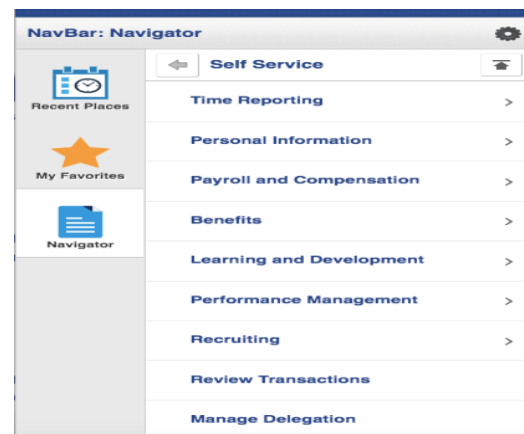 NavBar: Navigator
Recent Places
My Favorites
Navigator
Self Service
Time Reporting
Personal Information
Payroll and Compensation
Benefits
Learning and Development
Performance Management
Recruiting
Review Transactions
Manage Delegation